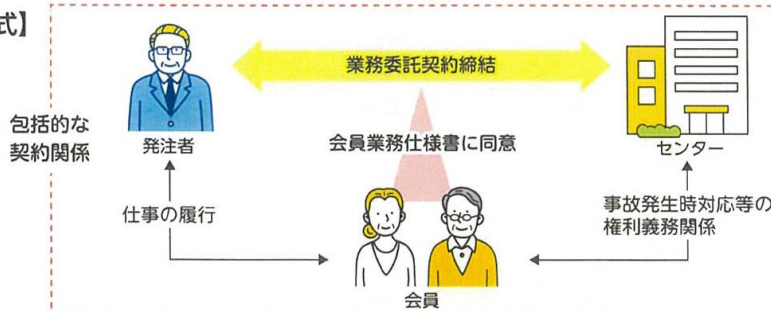 式】
業務委託契約締結
包括的な
契約関係
発注者
会員業務仕様書に同意
センター
仕事の履行
事故発生時対応等の
権利義務関係
会員